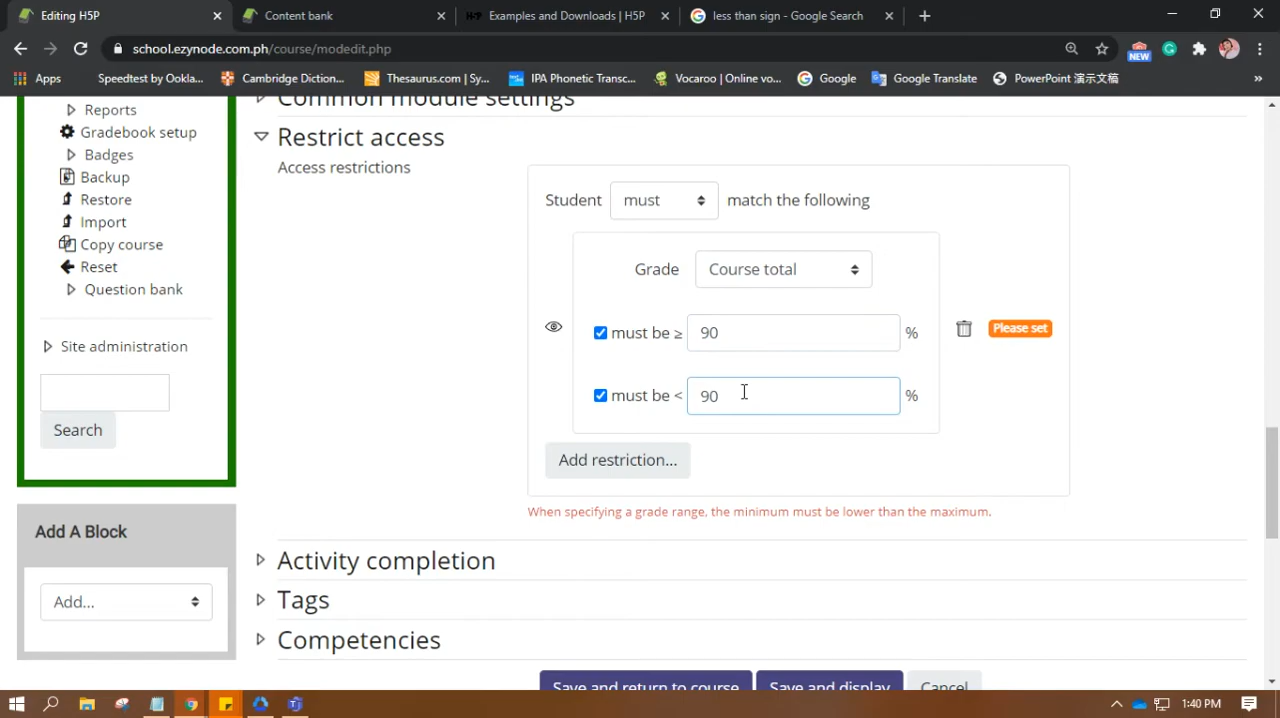 Editing H5P
Content bank
H-P Examples and Downloads | H5P
less than sign - Google Search
school.ezynode.com.ph/course/modedit.php
NEW
Apps
Speedtest by Ookla...
Cambridge Diction...
Thesaurus.com | Sy...
IPA Phonetic Transc...
Vocaroo | Online vo...
Google
Google Translate
PowerPoint 演示文稿
»
Reports
Gradebook setup
Badges
Backup
Restore
Import
Copy course
Reset
Question bank
Site administration
Search
Add A Block
Add...
Common module settings
Restrict access
Access restrictions
Student must match the following
Grade Course total
must be ≥ 90 %
Please set
must be < 90 %
Add restriction...
When specifying a grade range, the minimum must be lower than the maximum.
Activity completion
Tags
Competencies
Save and return to course Save and display Cancel
1:40 PM